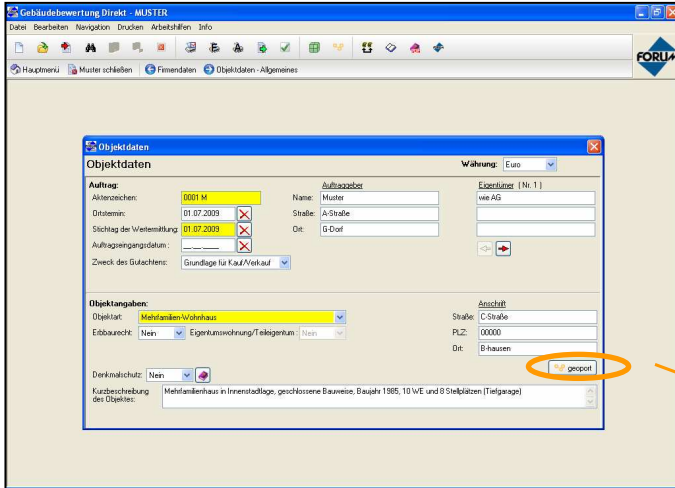 Gebäudebewertung Direkt - MUSTER
Datei Bearbeiten Navigation Drucken Arbeitshilfen Info
FORUM
Hauptmenü Muster schließen Firmendaten Objektdaten - Allgemeines
Objektdaten
Objektdaten Währung: Euro
Auftrag: Auftraggeber Eigentümer ( Nr. 1 )
Aktenzeichen: 0001 M Name: Muster wie AG
Ortstermin: 01.07.2009 Straße: A-Straße
Stichtag der Wertermittlung: 01.07.2009 Ort: G-Dorf
Auftragseingangsdatum : __.__.____
Zweck des Gutachtens: Grundlage für Kauf/Verkauf
Objektangaben: Anschrift
Objektart: Mehrfamilien-Wohnhaus Straße: C-Straße
Erbbaurecht: Nein Eigentumswohnung/Teileigentum : Nein PLZ: 00000
Ort: B-hausen
geoport
Denkmalschutz: Nein
Kurzbeschreibung des Objektes: Mehrfamilienhaus in Innenstadtlage, geschlossene Bauweise, Baujahr 1985, 10 WE und 8 Stellplätzen (Tiefgarage)